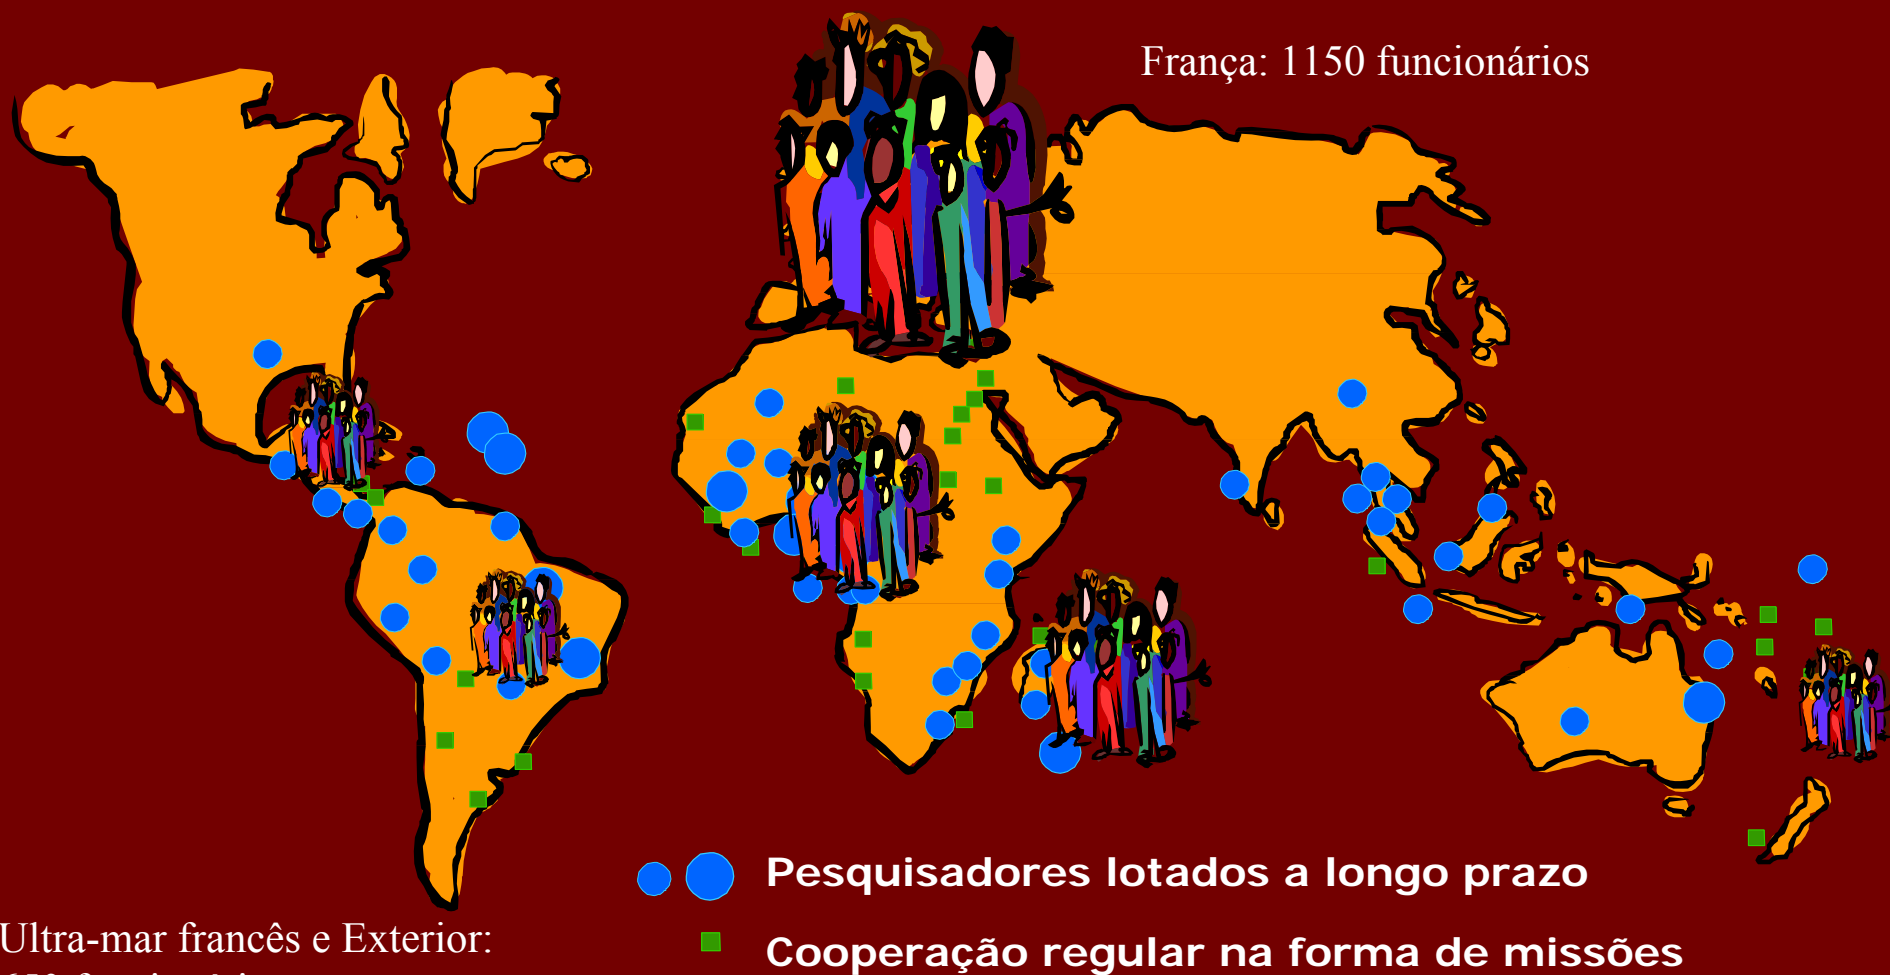 França: 1150 funcionários
Pesquisadores lotados a longo prazo
Ultra-mar francês e Exterior:
Cooperação regular na forma de missões